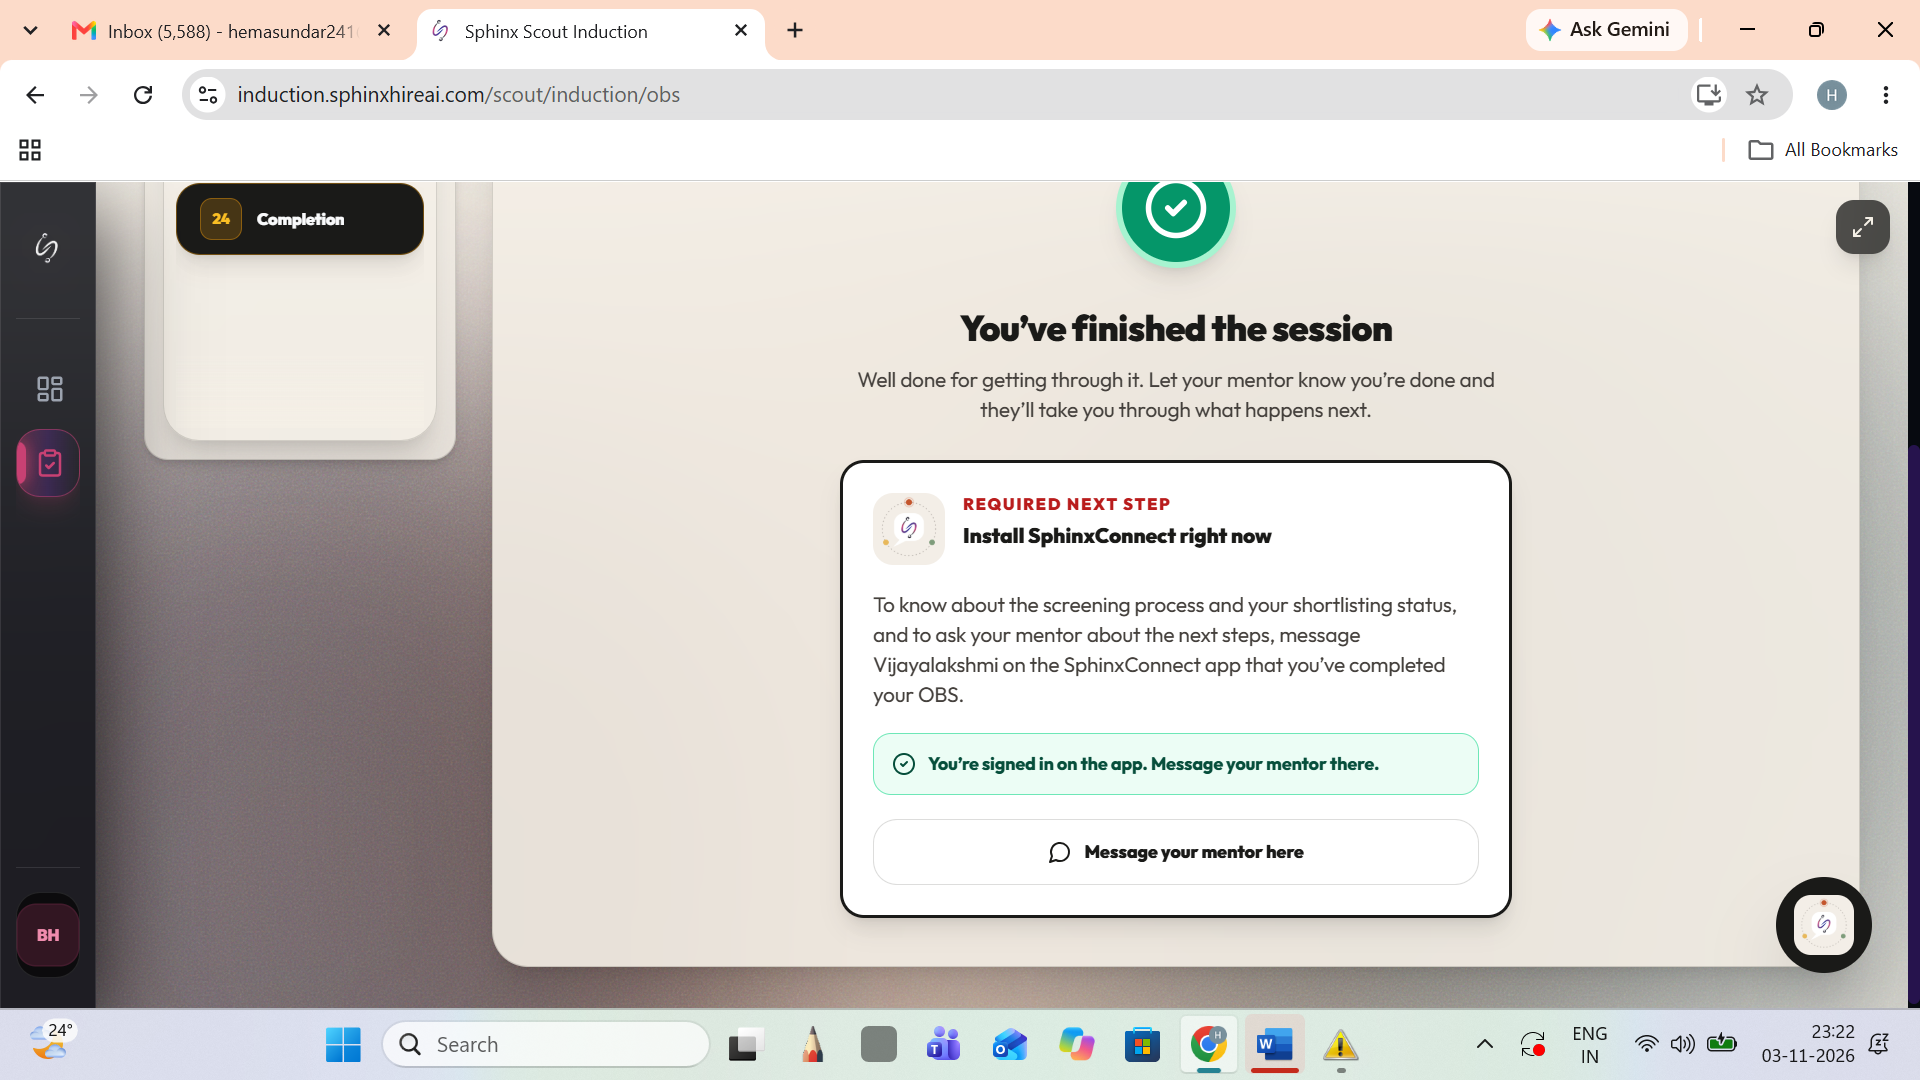 Inbox (5,588) - hemasundar241
Sphinx Scout Induction
Ask Gemini
induction.sphinxhireai.com/scout/induction/obs
H
All Bookmarks
24 Completion
You’ve finished the session
Well done for getting through it. Let your mentor know you’re done and
they’ll take you through what happens next.
REQUIRED NEXT STEP
Install SphinxConnect right now
To know about the screening process and your shortlisting status,
and to ask your mentor about the next steps, message
Vijayalakshmi on the SphinxConnect app that you’ve completed
your OBS.
You’re signed in on the app. Message your mentor there.
Message your mentor here
BH
24°
Search
ENG
IN
23:22
03-11-2026